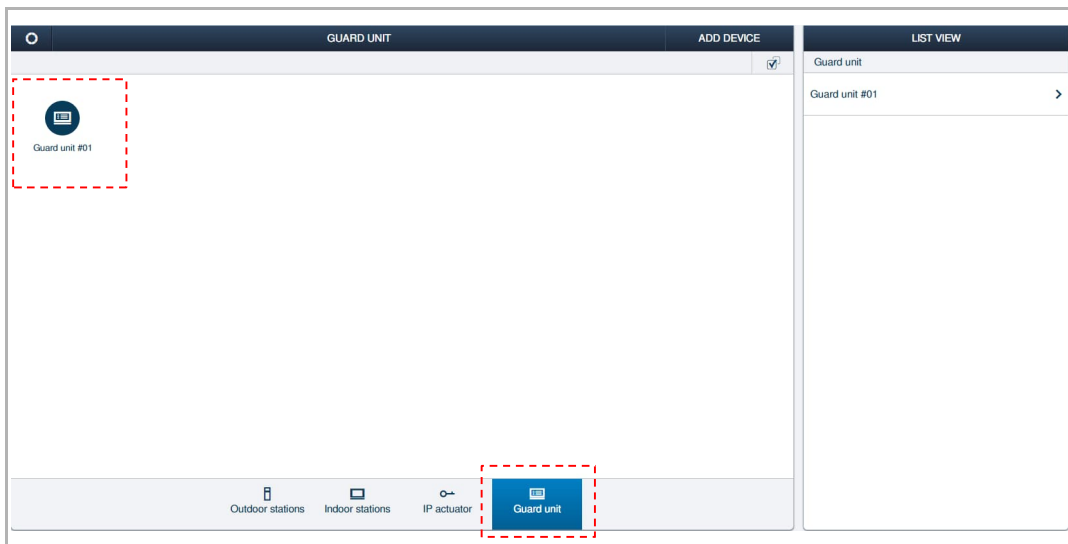 GUARD UNIT
ADD DEVICE
LIST VIEW
Guard unit
Guard unit #01
Guard unit #01
Outdoor stations
Indoor stations
IP actuator
Guard unit